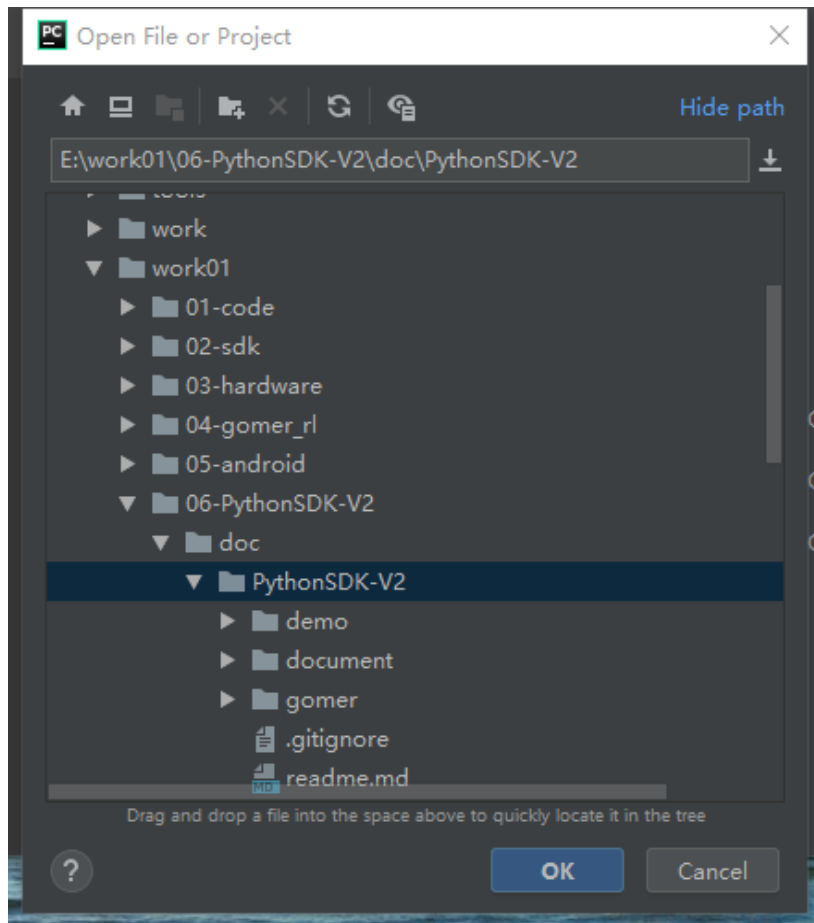 PC Open File or Project
Hide path
E:\work01\06-PythonSDK-V2\doc\PythonSDK-V2
tools
work
work01
01-code
02-sdk
03-hardware
04-gomer_rl
05-android
06-PythonSDK-V2
doc
PythonSDK-V2
demo
document
gomer
.gitignore
MD readme.md
Drag and drop a file into the space above to quickly locate it in the tree
? OK Cancel